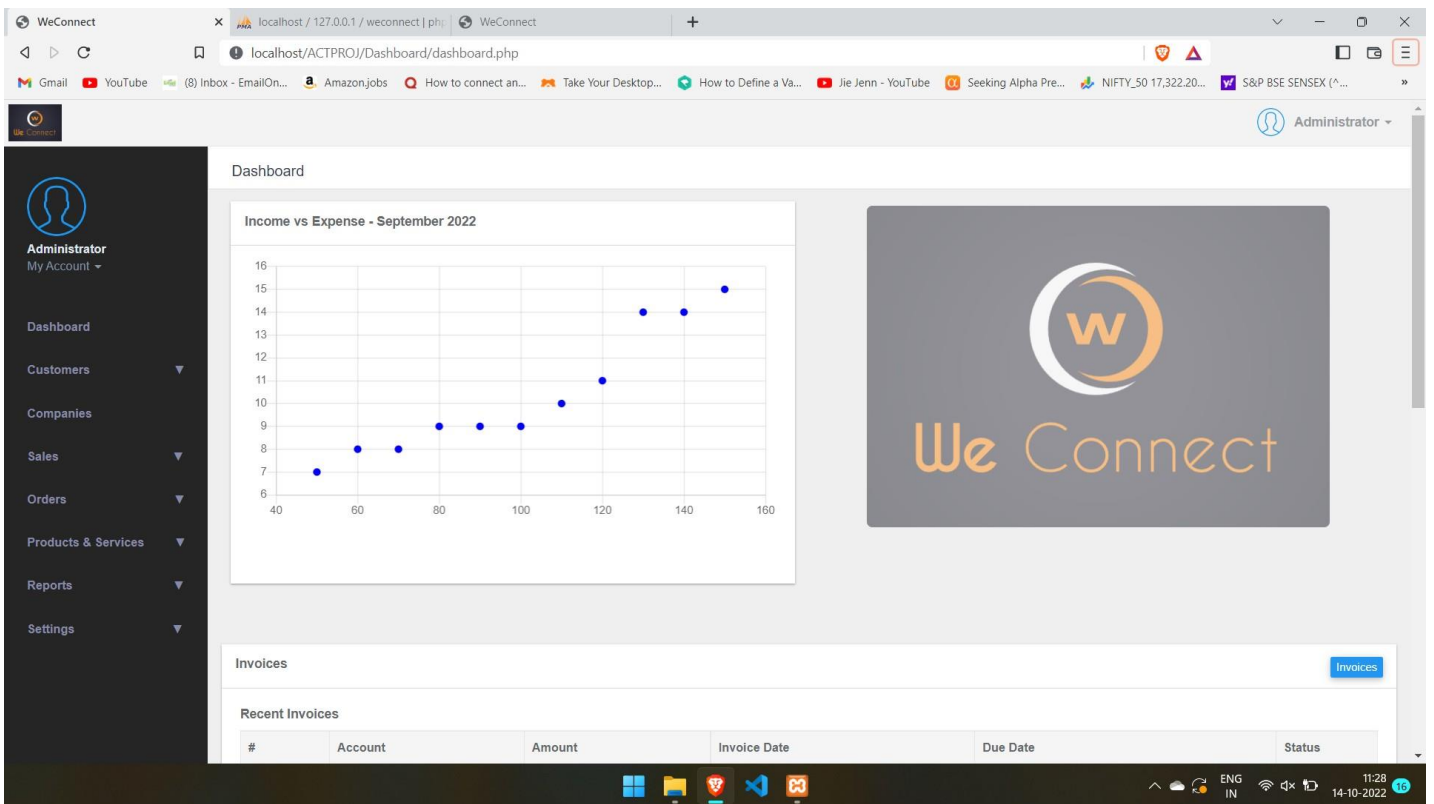 WeConnect
localhost / 127.0.0.1 / weconnect | php
WeConnect
localhost/ACTPROJ/Dashboard/dashboard.php
Gmail YouTube (8) Inbox - EmailOn... Amazon.jobs How to connect an... Take Your Desktop... How to Define a Va... Jie Jenn - YouTube Seeking Alpha Pre... NIFTY_50 17,322.20... S&P BSE SENSEX (^... »
We Connect
Administrator
Administrator
My Account
Dashboard
Customers
Companies
Sales
Orders
Products & Services
Reports
Settings
Dashboard
Income vs Expense - September 2022
16
15
14
13
12
11
10
9
8
7
6
40 60 80 100 120 140 160
W
We Connect
Invoices
Invoices
Recent Invoices
# Account Amount Invoice Date Due Date Status
ENG
IN
11:28
14-10-2022
16